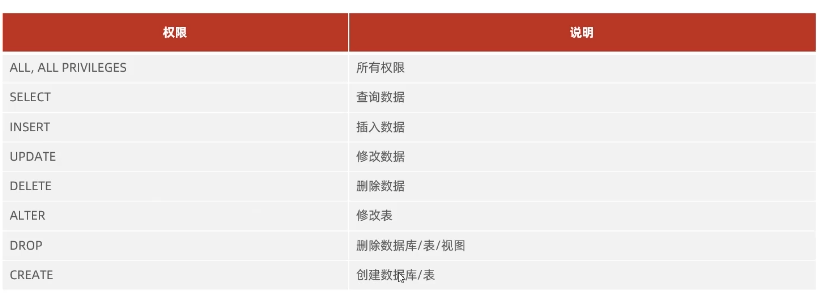 权限 说明
ALL, ALL PRIVILEGES 所有权限
SELECT 查询数据
INSERT 插入数据
UPDATE 修改数据
DELETE 删除数据
ALTER 修改表
DROP 删除数据库/表/视图
CREATE 创建数据库/表